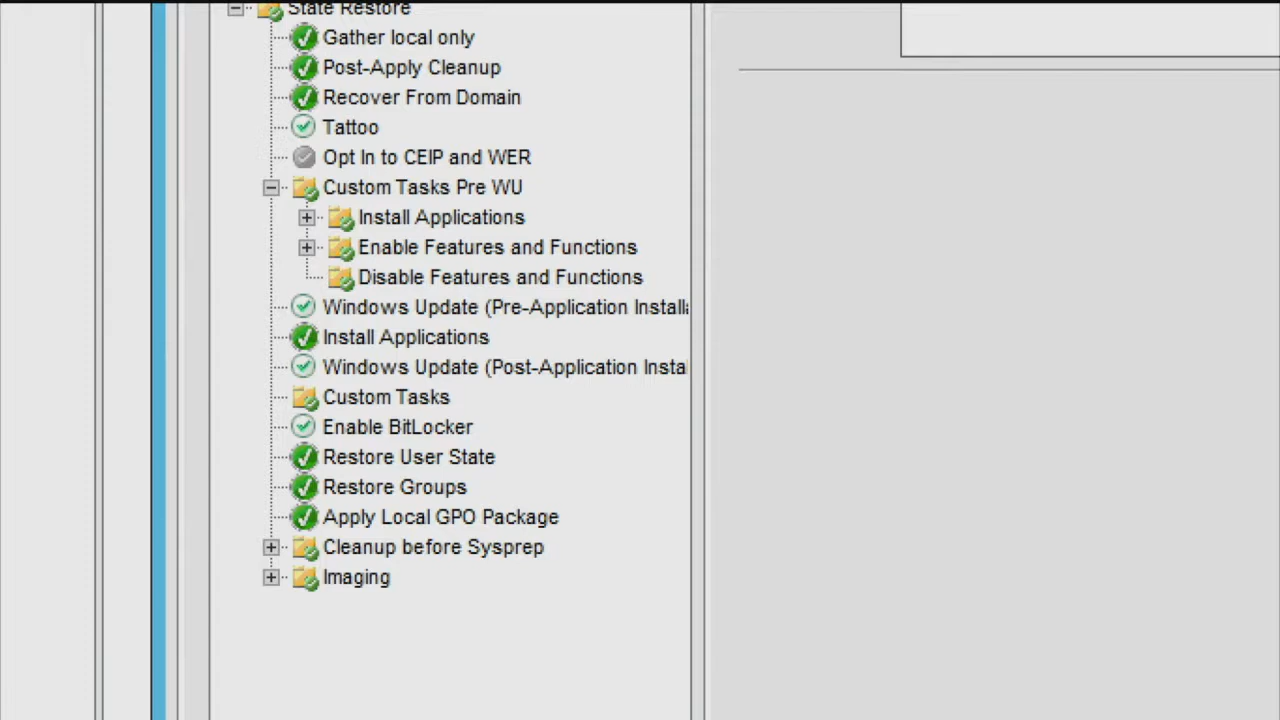 State Restore
Gather local only
Post-Apply Cleanup
Recover From Domain
Tattoo
Opt In to CEIP and WER
Custom Tasks Pre WU
Install Applications
Enable Features and Functions
Disable Features and Functions
Windows Update (Pre-Application Installa
Install Applications
Windows Update (Post-Application Instal
Custom Tasks
Enable BitLocker
Restore User State
Restore Groups
Apply Local GPO Package
Cleanup before Sysprep
Imaging